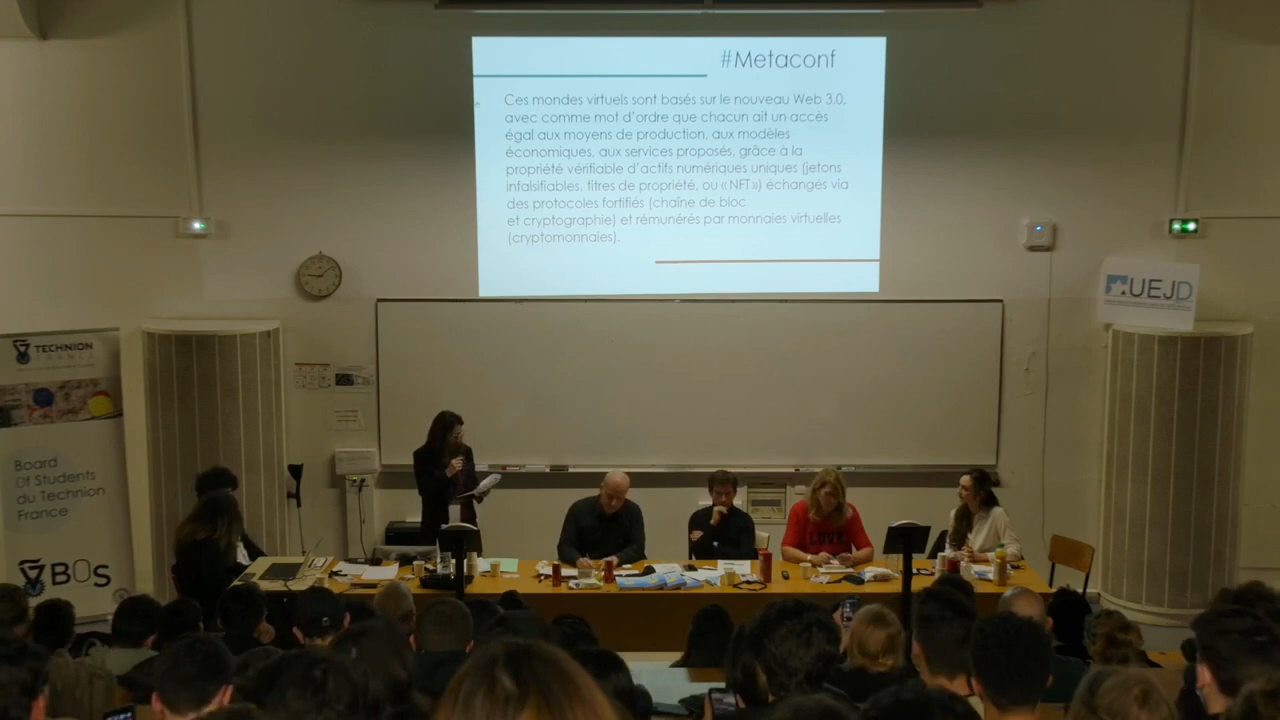 #Metaconf
Ces mondes virtuels sont basés sur le nouveau Web 3.0,
avec comme mot d'ordre que chacun ait un accès
égal aux moyens de production, aux modèles
économiques, aux services proposés, grâce à la
propriété vérifiable d'actifs numériques uniques (jetons
infalsifiables, titres de propriété, ou «NFT») échangés via
des protocoles fortifiés (chaîne de bloc
et cryptographie) et rémunérés par monnaies virtuelles
(cryptomonnaies).
UEJD
TECHNION
FRANCE
Board
Of Students
du Technion
France
BOS
LOVE